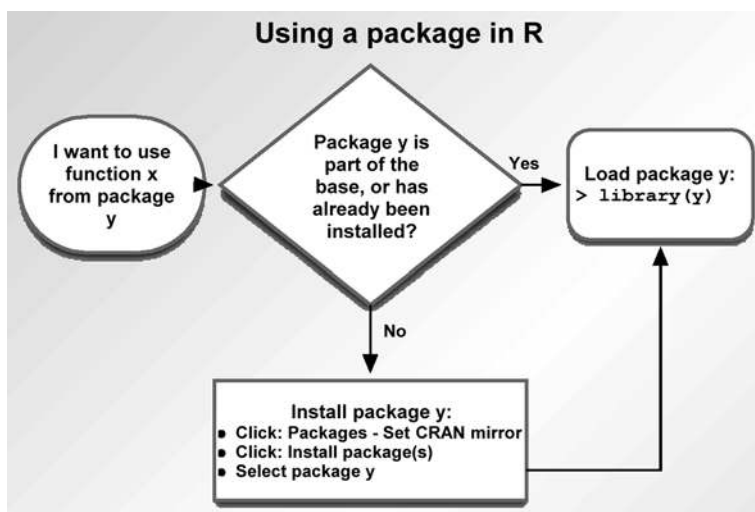 Using a package in R
I want to use
function x
from package
y
Package y is
part of the
base, or has
already been
installed?
Yes
Load package y:
> library(y)
No
Install package y:
• Click: Packages - Set CRAN mirror
• Click: Install package(s)
• Select package y